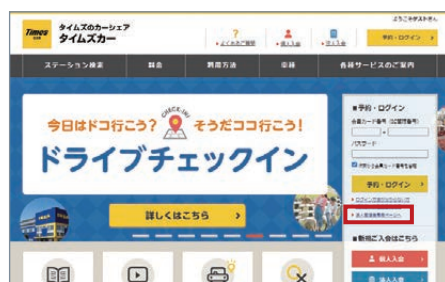 ようこそゲストさん
Times
タイムズのカーシェア
タイムズカー
?
よくあるご質問
個人入会
法人入会
予約・ログイン
ステーション検索
料金
利用方法
車種
各種サービスのご案内
今日はドコ行こう?
CHECK-IN
そうだココ行こう!
ドライブチェックイン
詳しくはこちら
■予約・ログイン
パスワード
予約・ログイン
■新規ご入会はこちら
個人入会
法人入会